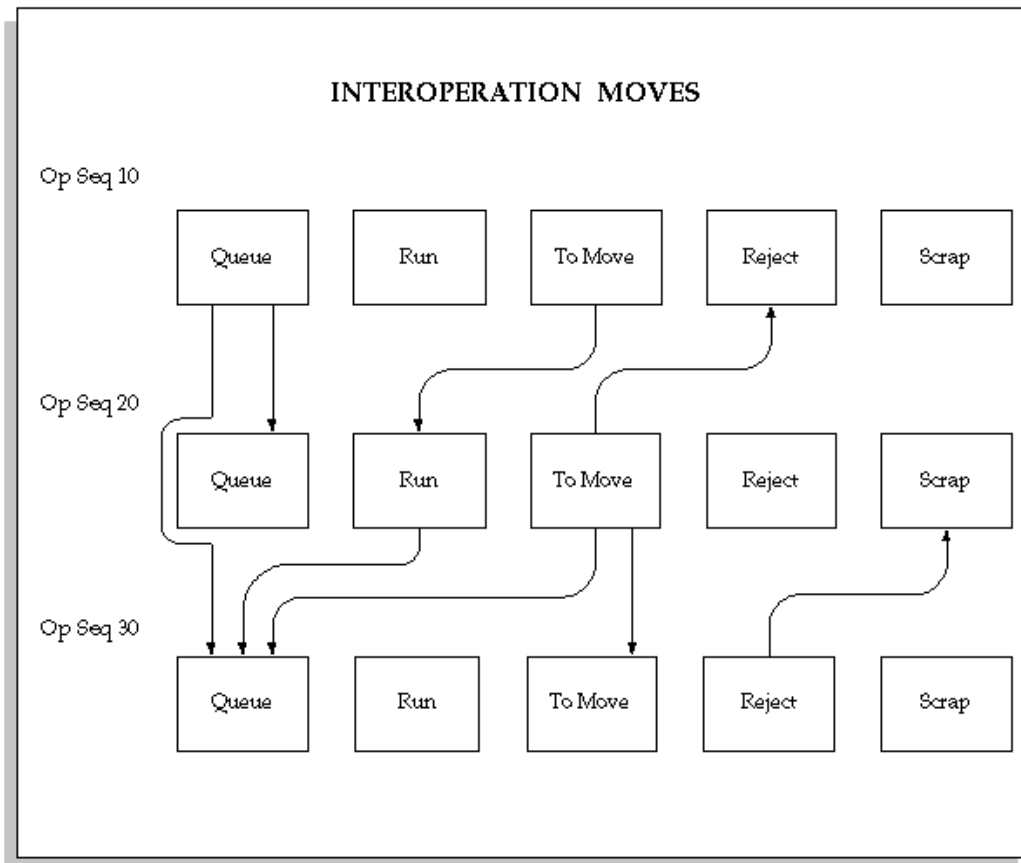 INTEROPERATION MOVES
Op Seq 10
Queue Run To Move Reject Scrap
Op Seq 20
Queue Run To Move Reject Scrap
Op Seq 30
Queue Run To Move Reject Scrap